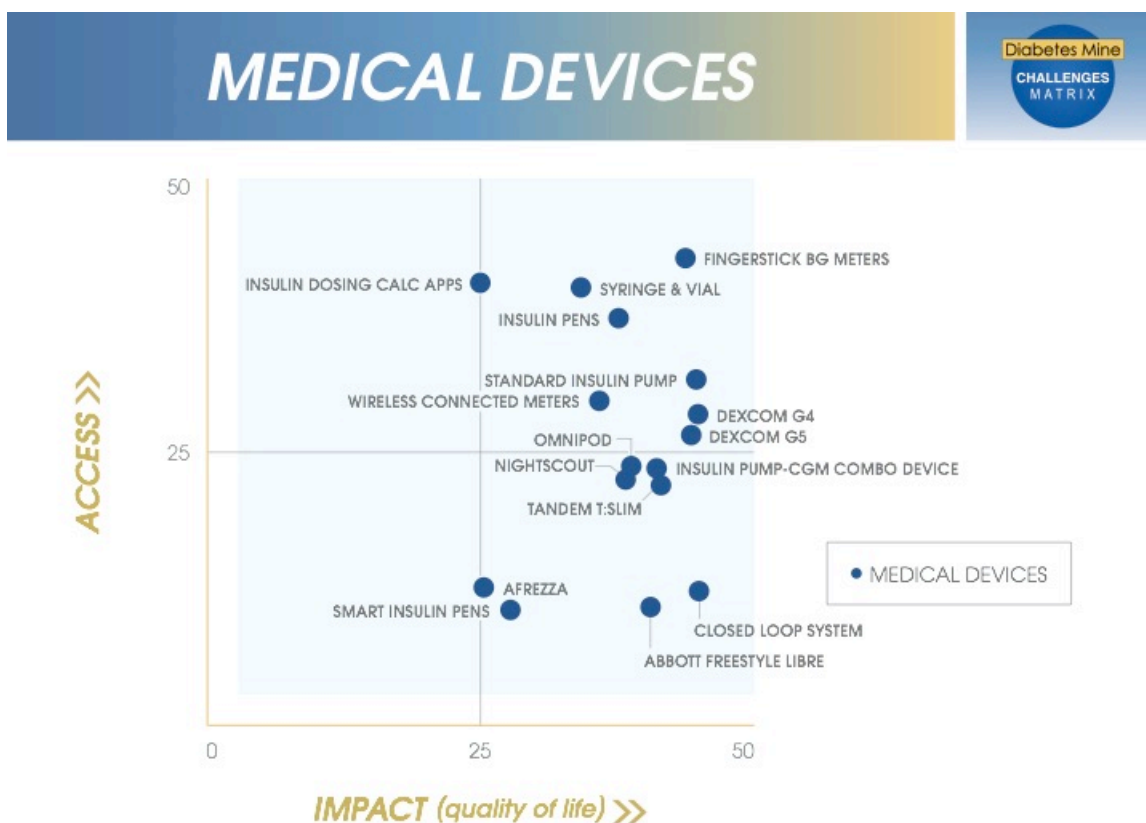 MEDICAL DEVICES
Diabetes Mine
CHALLENGES
MATRIX
50
FINGERSTICK BG METERS
INSULIN DOSING CALC APPS
SYRINGE & VIAL
INSULIN PENS
STANDARD INSULIN PUMP
WIRELESS CONNECTED METERS
DEXCOM G4
DEXCOM G5
OMNIPOD
25
NIGHTSCOUT
INSULIN PUMP-CGM COMBO DEVICE
TANDEM T:SLIM
ACCESS >>
MEDICAL DEVICES
AFREZZA
SMART INSULIN PENS
CLOSED LOOP SYSTEM
ABBOTT FREESTYLE LIBRE
0
25
50
IMPACT (quality of life) >>